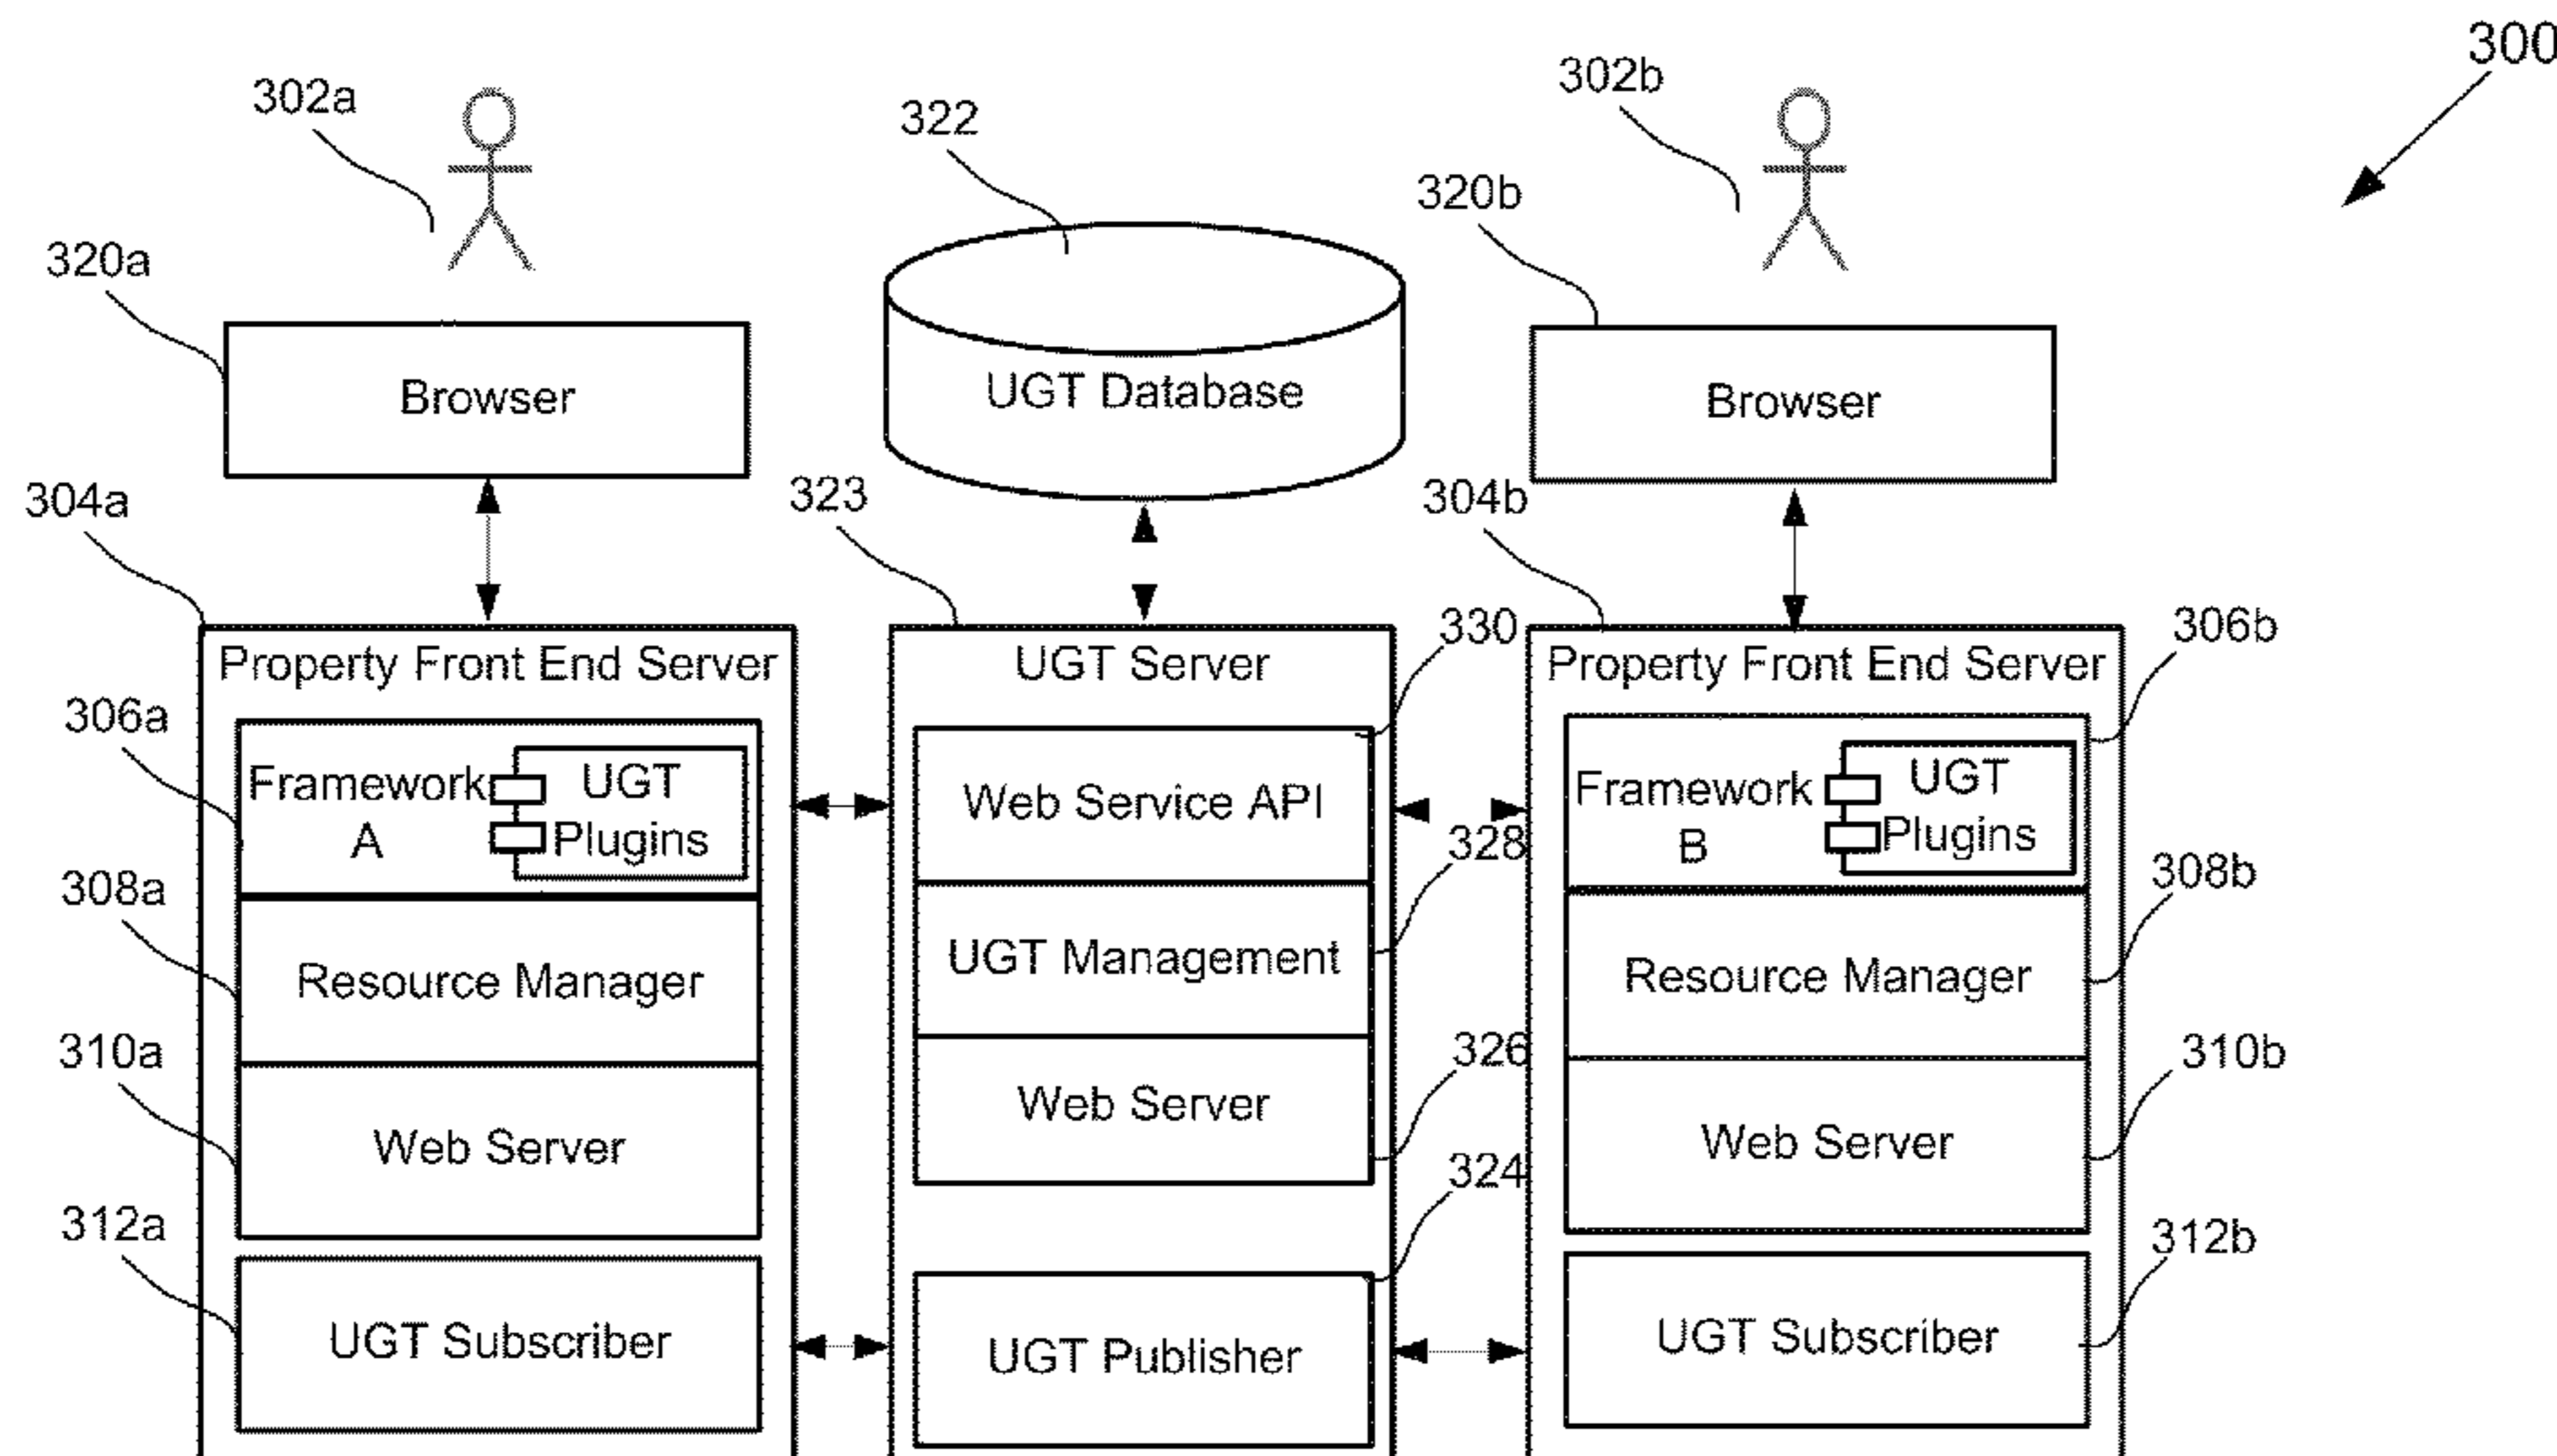 300
302a
302b
322
320b
320a
Browser
UGT Database
Browser
304a
323
304b
330
306b
Property Front End Server
UGT Server
Property Front End Server
306a
Framework
A
UGT
Plugins
Web Service API
Framework
B
UGT
Plugins
328
308a
308b
Resource Manager
UGT Management
Resource Manager
310a
326
310b
Web Server
Web Server
Web Server
324
312a
312b
UGT Subscriber
UGT Publisher
UGT Subscriber